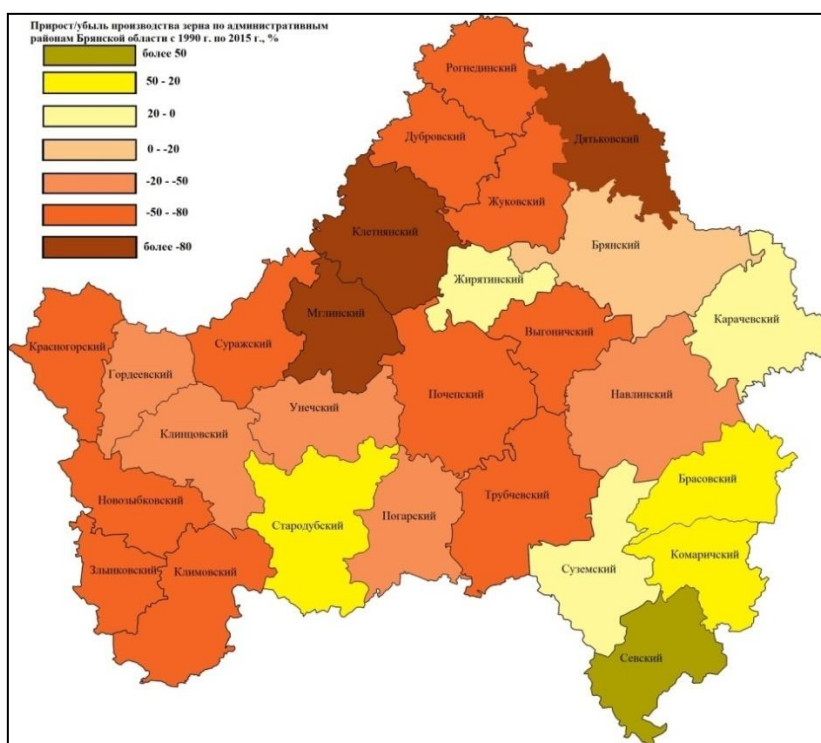 Прирост/убыль производства зерна по административным
районам Брянской области с 1990 г. по 2015 г., %
более 50
50 - 20
20 - 0
0 - -20
-20 - -50
-50 - -80
более -80
Рогнединский
Дятьковский
Дубровский
Жуковский
Клетнянский
Брянский
Жирятинский
Мглинский
Карачевский
Выгоничский
Красногорский
Суражский
Гордеевский
Почепский
Навлинский
Унечский
Клинцовский
Брасовский
Трубчевский
Новозыбковский
Погарский
Стародубский
Комаричский
Суземский
Злынковский
Климовский
Севский